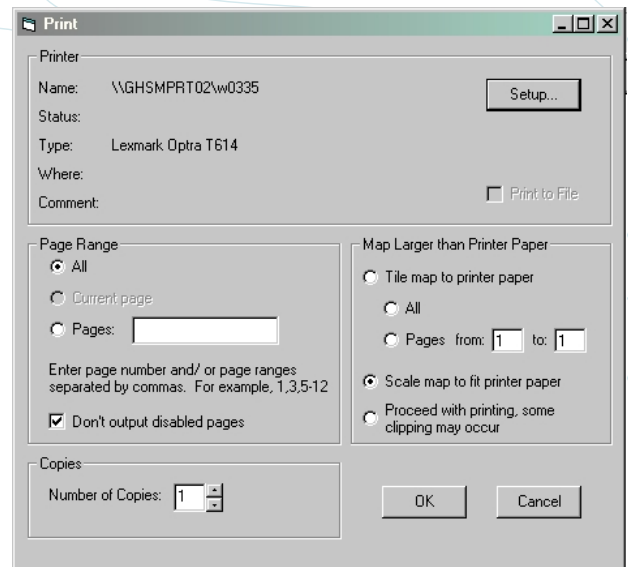 Print
Printer
Name: \\GHSMPRT02\w0335
Setup...
Status:
Type: Lexmark Optra T614
Where:
Comment:
Print to File
Page Range
All
Current page
Pages:
Enter page number and/ or page ranges
separated by commas. For example, 1,3,5-12
Don't output disabled pages
Map Larger than Printer Paper
Tile map to printer paper
All
Pages from: 1 to: 1
Scale map to fit printer paper
Proceed with printing, some
clipping may occur
Copies
Number of Copies: 1
OK Cancel